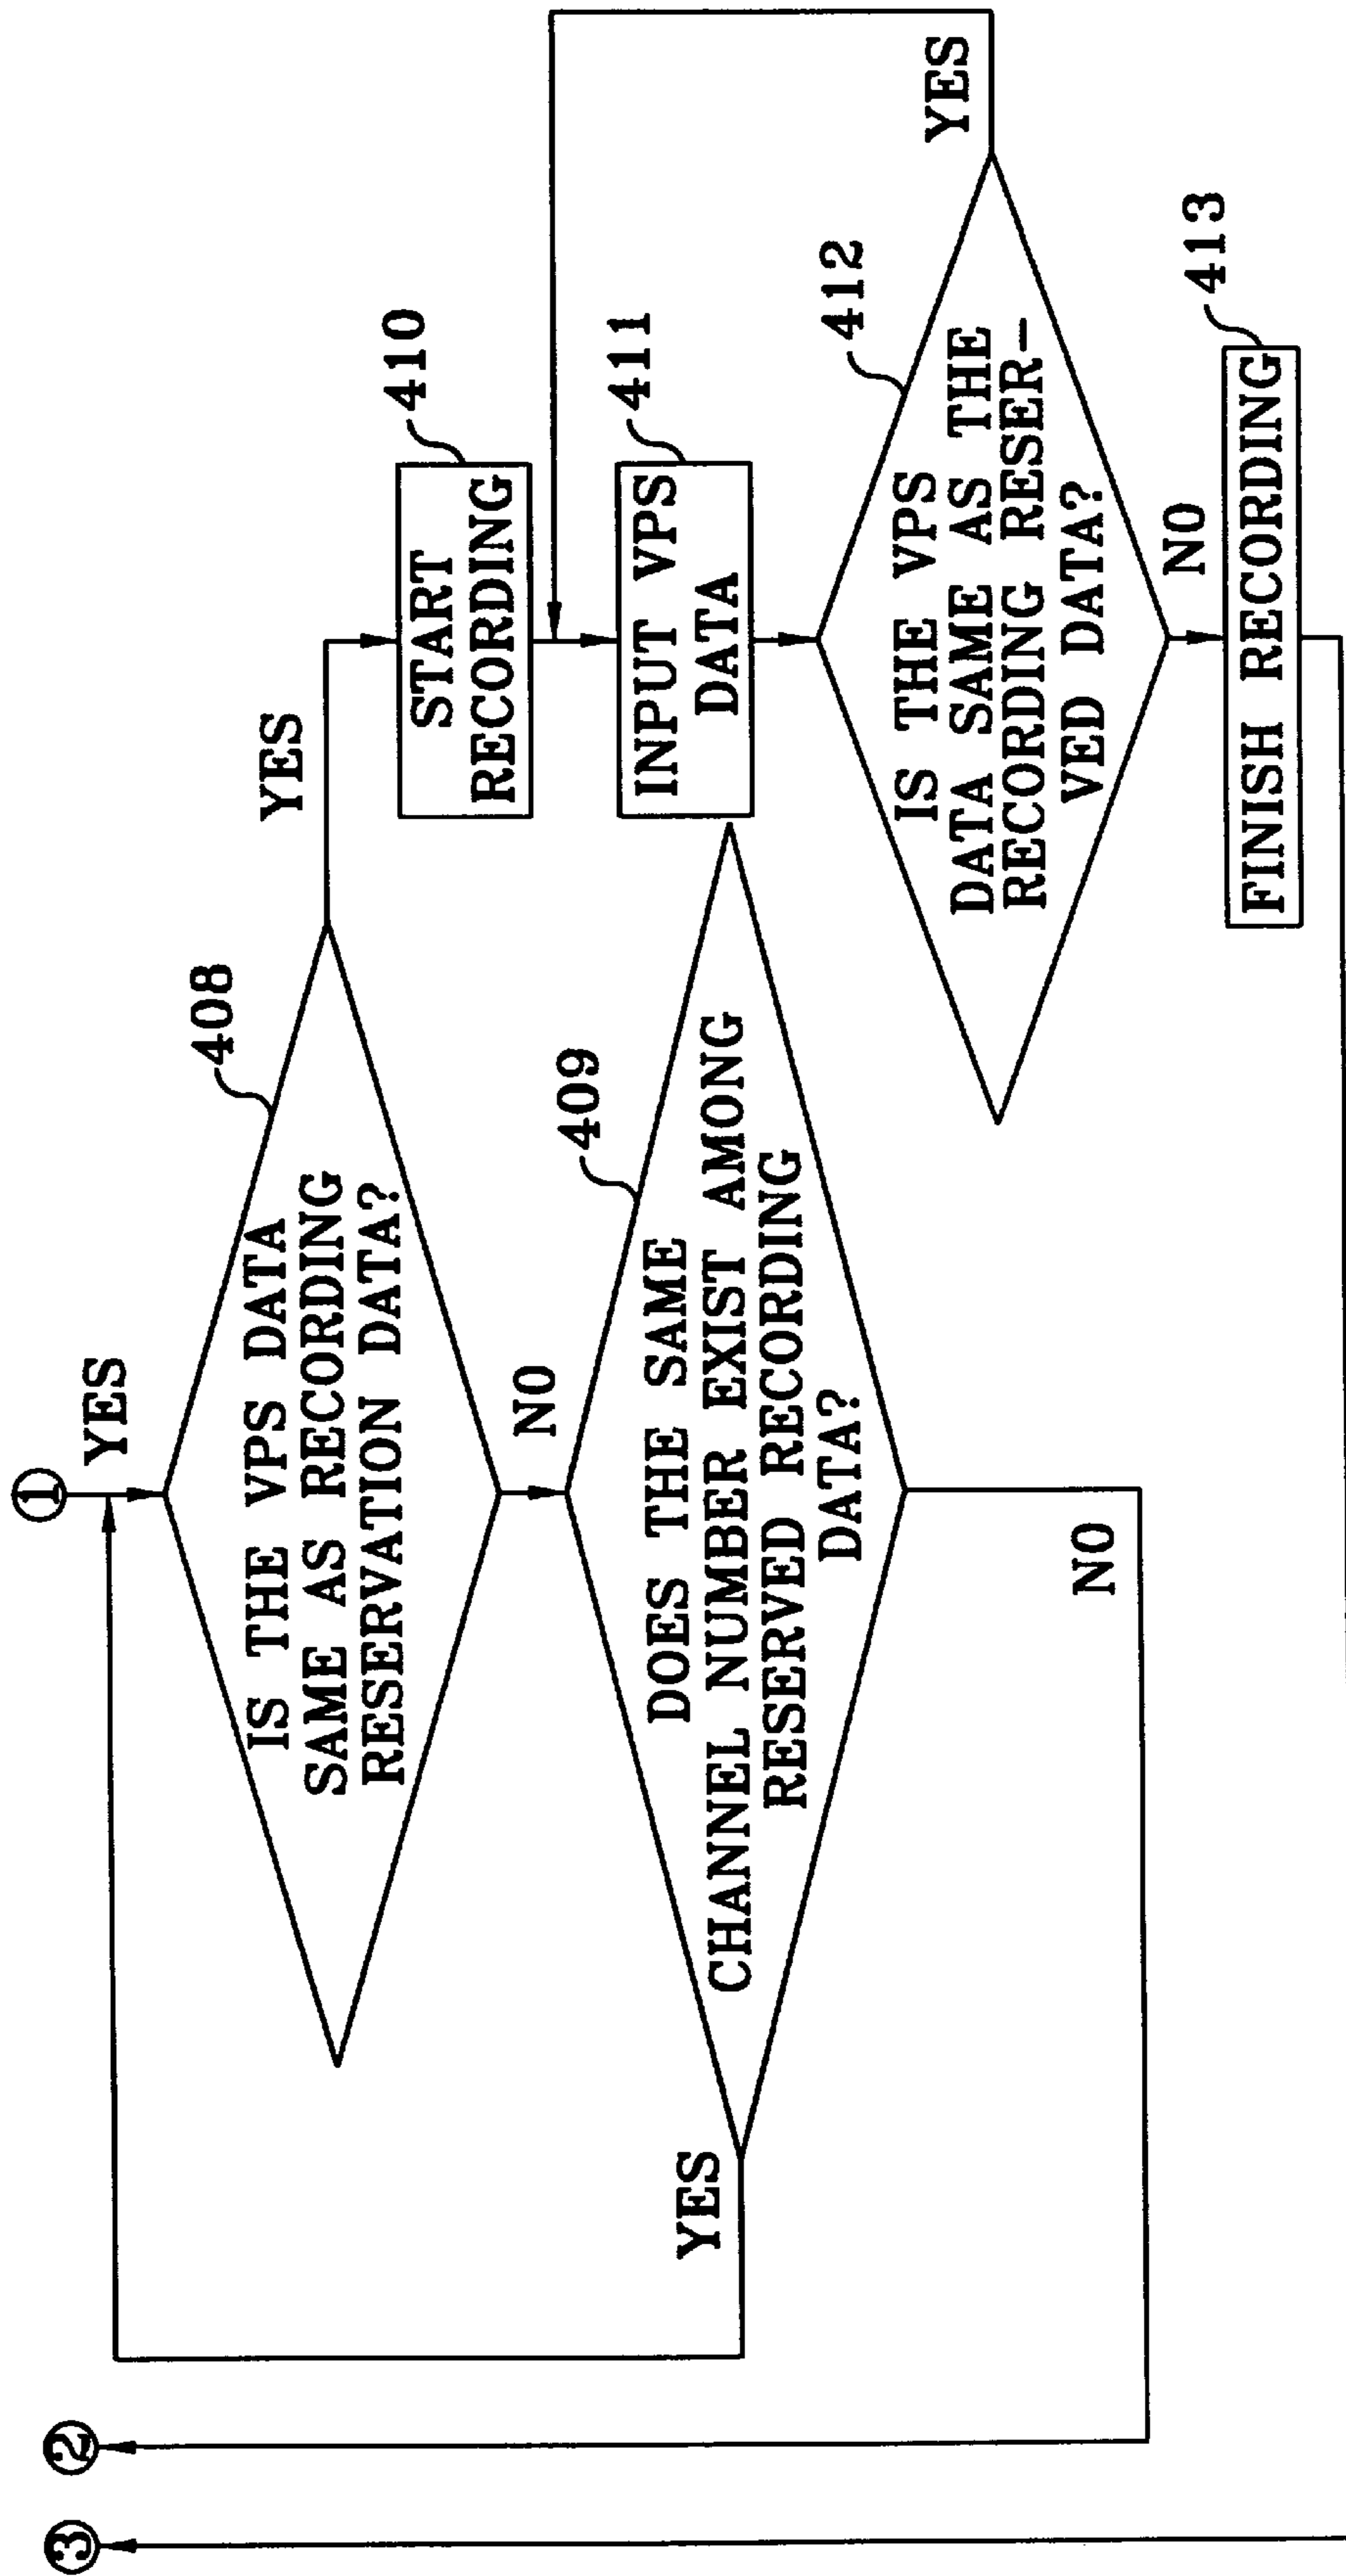 ①
YES
IS THE VPS DATA
SAME AS RECORDING
RESERVATION DATA?
408
YES
NO
DOES THE SAME
CHANNEL NUMBER EXIST AMONG
RESERVED RECORDING
DATA?
409
YES
NO
②
③
START
RECORDING
410
INPUT VPS
DATA
411
IS THE VPS
DATA SAME AS THE
RECORDING RESER-
VED DATA?
412
YES
NO
FINISH RECORDING
413